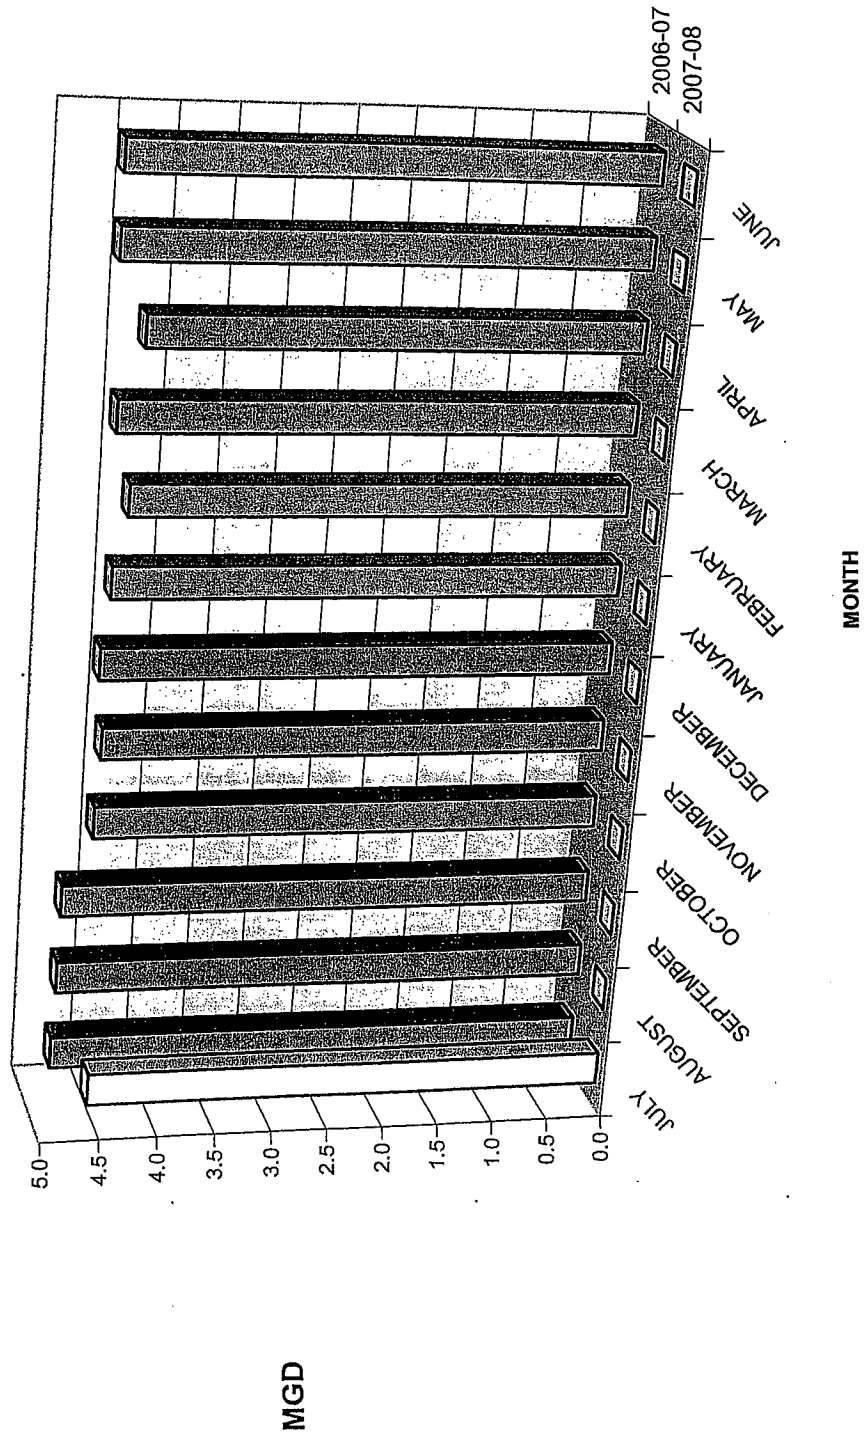 MGD
5.0
4.5
4.0
3.5
3.0
2.5
2.0
1.5
1.0
0.5
0.0
JULY
AUGUST
SEPTEMBER
OCTOBER
NOVEMBER
DECEMBER
JANUARY
FEBRUARY
MARCH
APRIL
MAY
JUNE
2006-07
2007-08
MONTH